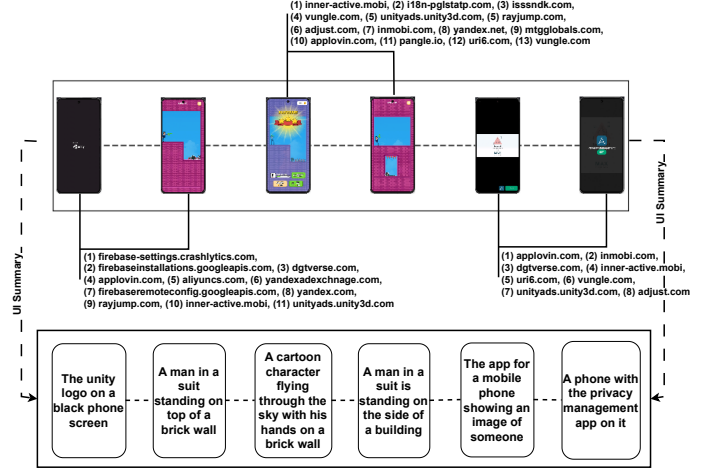 (1) inner-active.mobi, (2) i18n-pglstatp.com, (3) isssndk.com,
(4) vungle.com, (5) unityads.unity3d.com, (5) rayjump.com,
(6) adjust.com, (7) inmobi.com, (8) yandex.net, (9) mtgglobals.com,
(10) applovin.com, (11) pangle.io, (12) uri6.com, (13) vungle.com
UI Summary
UI Summary
(1) firebase-settings.crashlytics.com,
(2) firebaseinstallations.googleapis.com, (3) dgtverse.com,
(4) applovin.com, (5) aliyuncs.com, (6) yandexadexchnage.com,
(7) firebaseremoteconfig.googleapis.com, (8) yandex.com,
(9) rayjump.com, (10) inner-active.mobi, (11) unityads.unity3d.com
(1) applovin.com, (2) inmobi.com,
(3) dgtverse.com, (4) inner-active.mobi,
(5) uri6.com, (6) vungle.com,
(7) unityads.unity3d.com, (8) adjust.com
The unity
logo on a
black phone
screen
A man in a
suit
standing on
top of a
brick wall
A cartoon
character
flying
through the
sky with his
hands on a
brick wall
A man in a
suit is
standing on
the side of
a building
The app for
a mobile
phone
showing an
image of
someone
A phone with
the privacy
management
app on it